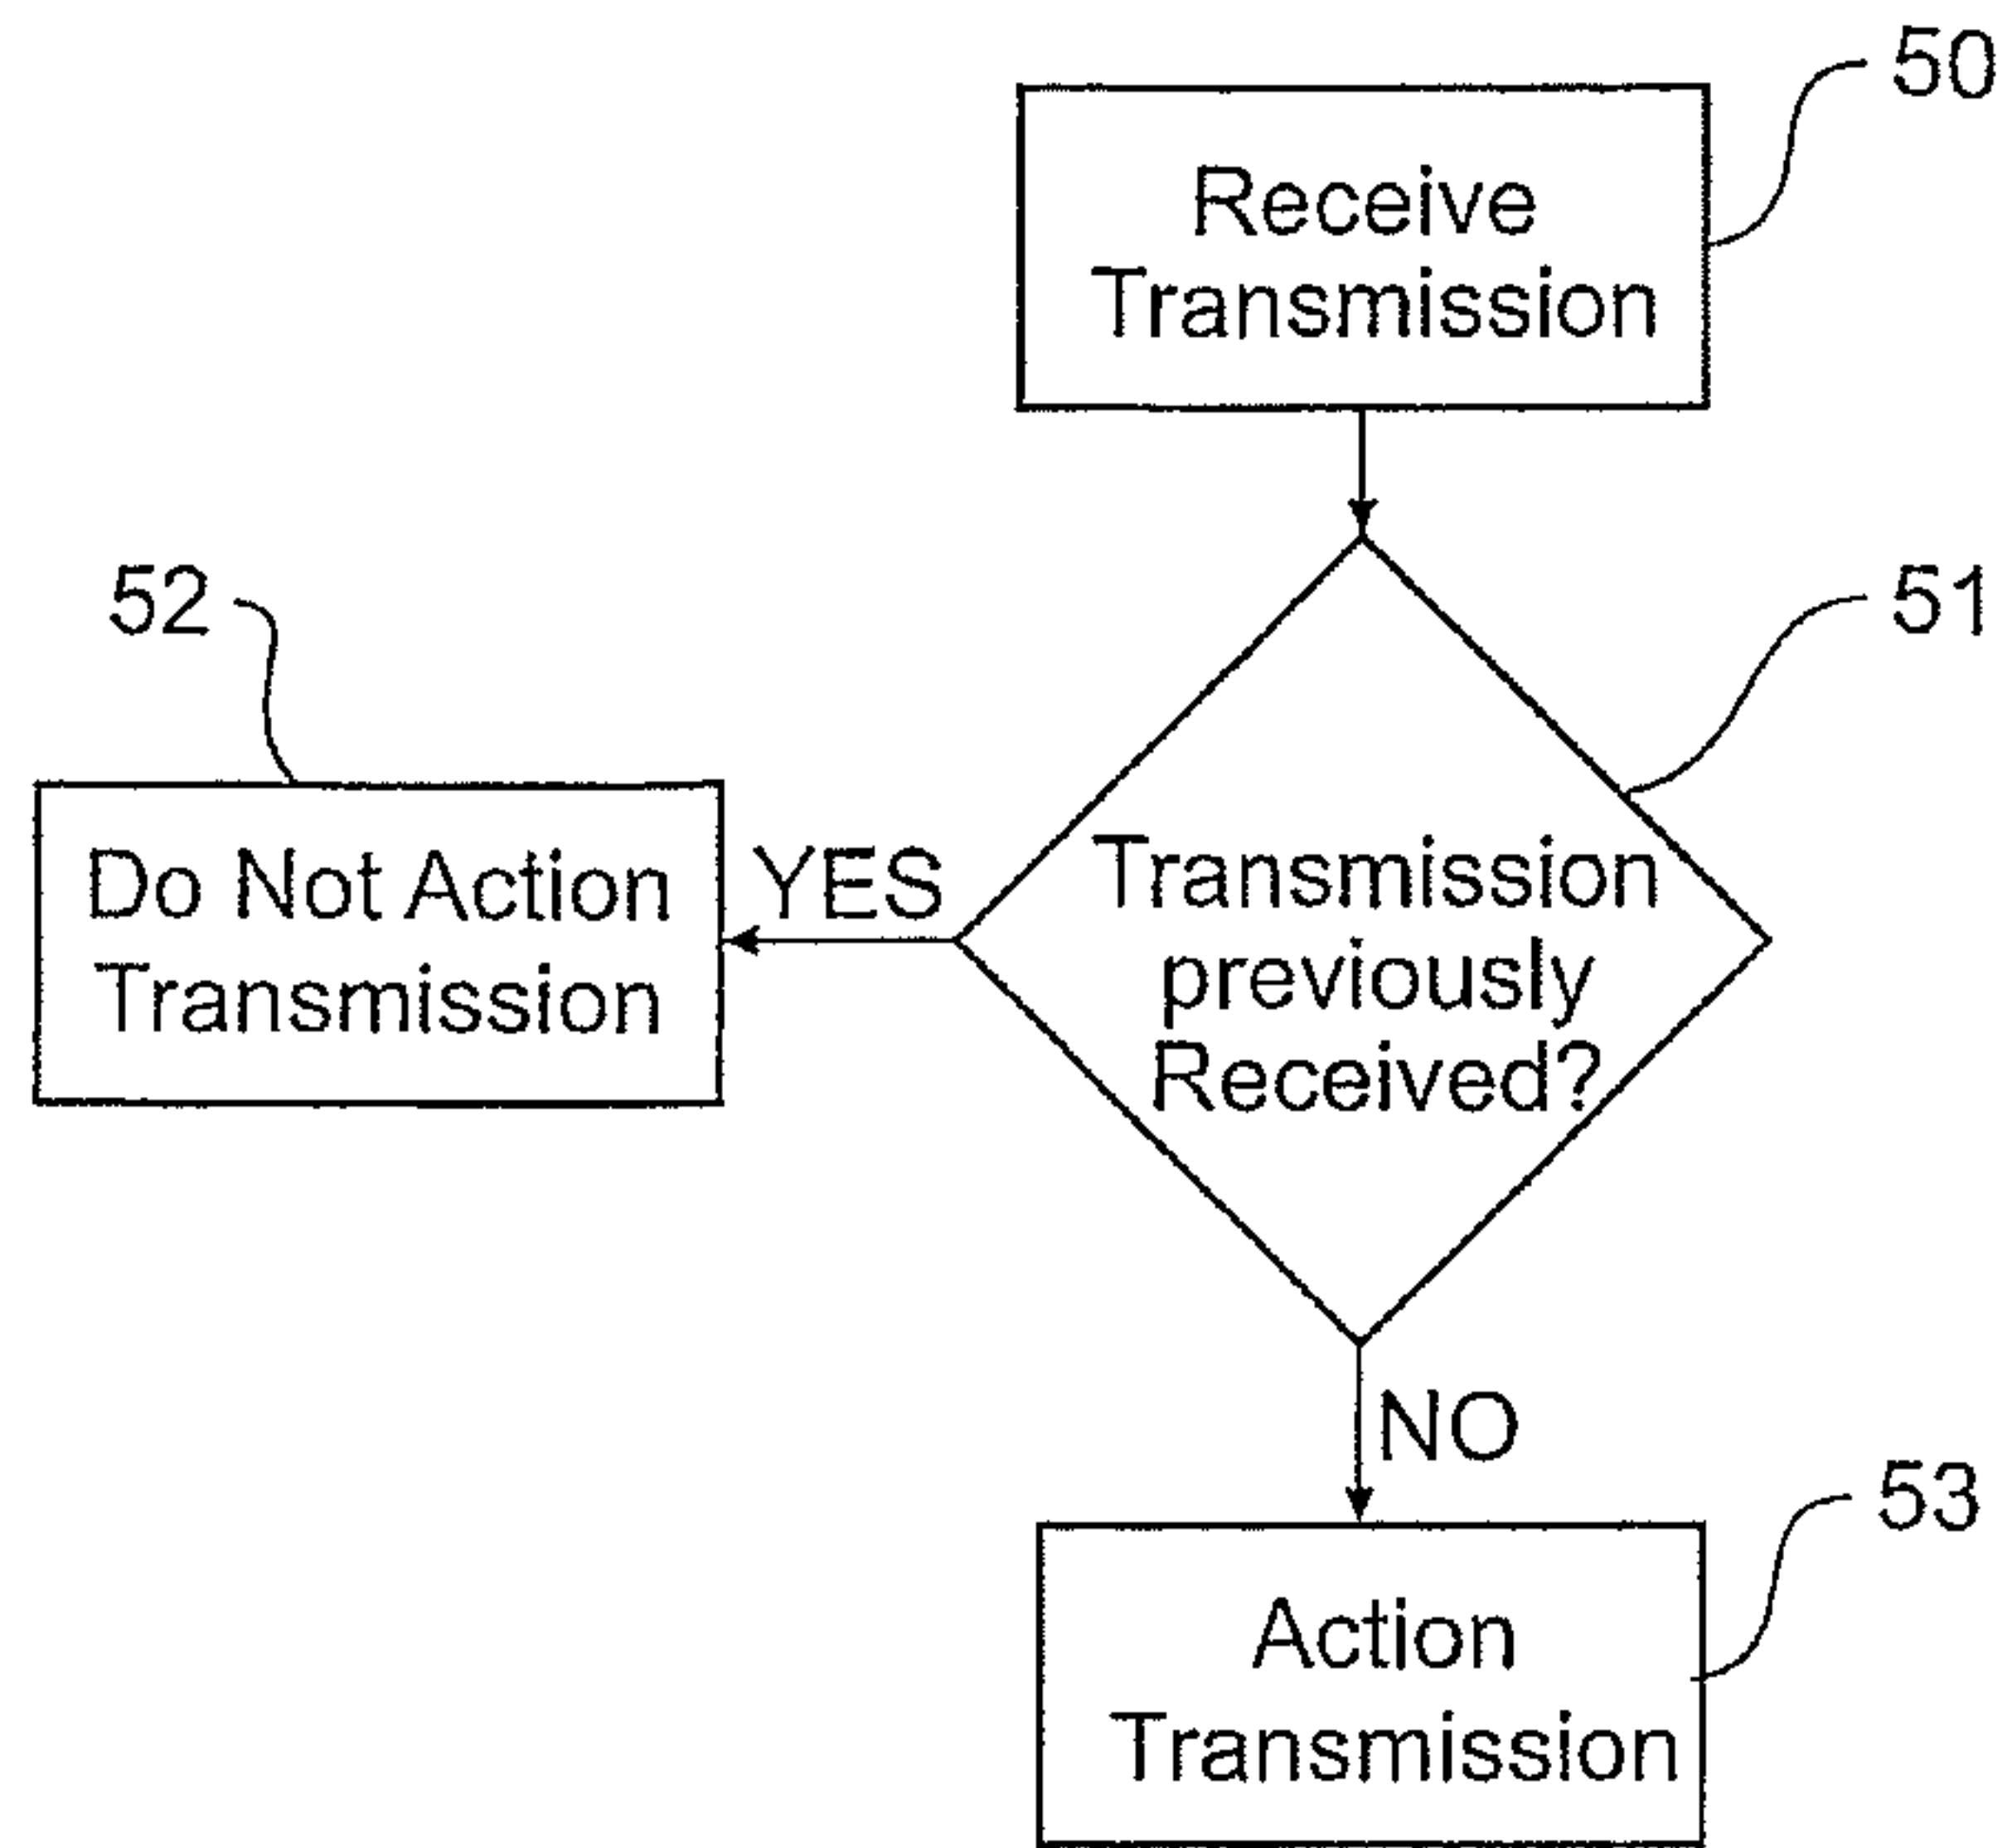 50
Receive
Transmission
52
51
Do Not Action
Transmission
YES
Transmission
previously
Received?
NO
53
Action
Transmission